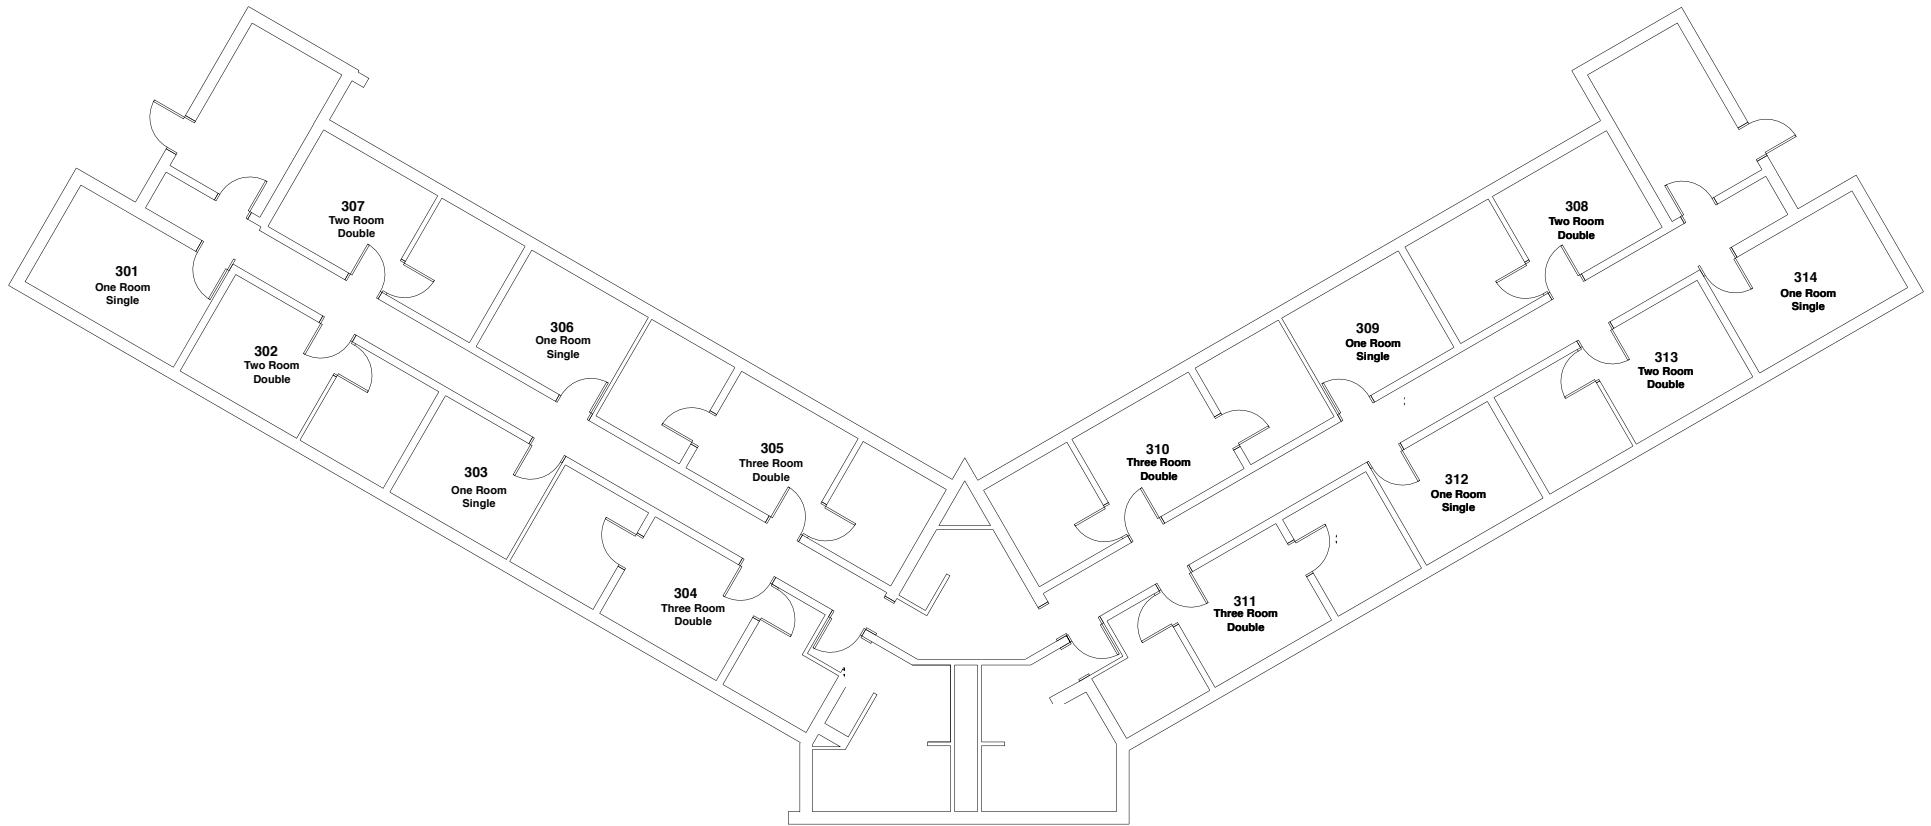 307
Two Room
Double
308
Two Room
Double
301
One Room
Single
314
One Room
Single
306
One Room
Single
309
One Room
Single
302
Two Room
Double
313
Two Room
Double
305
Three Room
Double
310
Three Room
Double
303
One Room
Single
312
One Room
Single
304
Three Room
Double
311
Three Room
Double